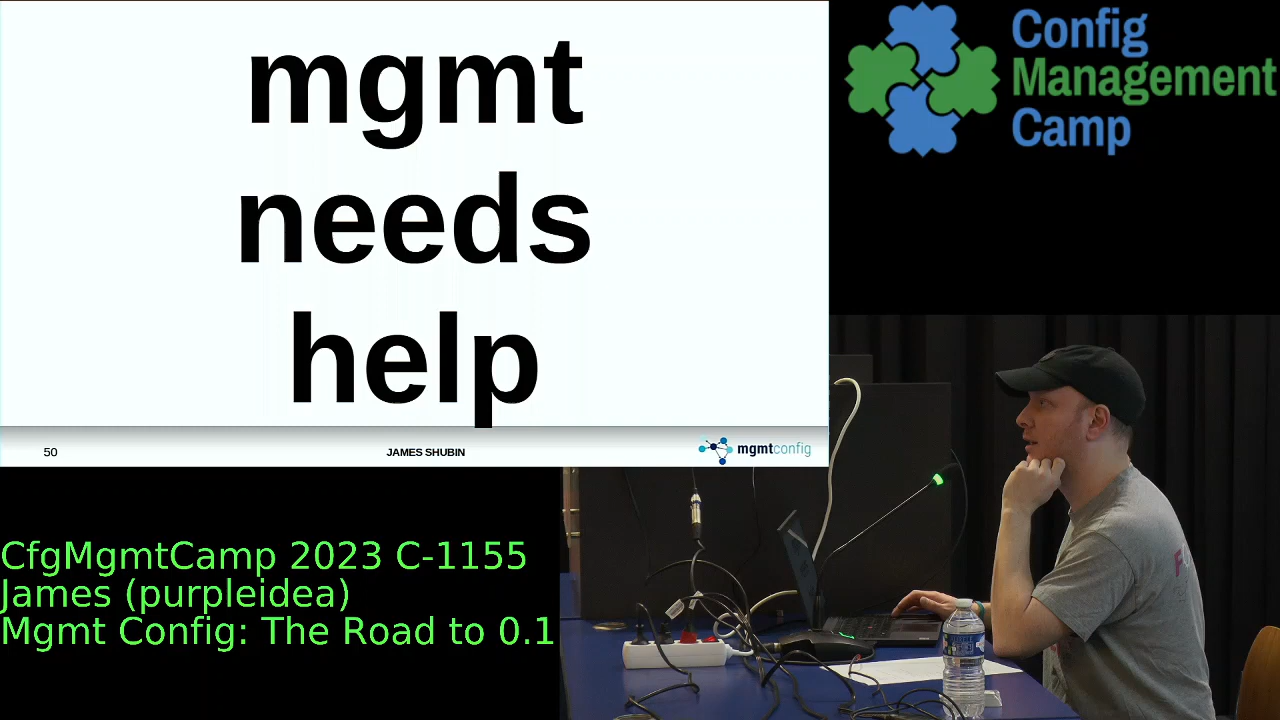 mgmt
needs
help
50
JAMES SHUBIN
mgmtconfig
Config
Management
Camp
CfgMgmtCamp 2023 C-1155
James (purpleidea)
Mgmt Config: The Road to 0.1